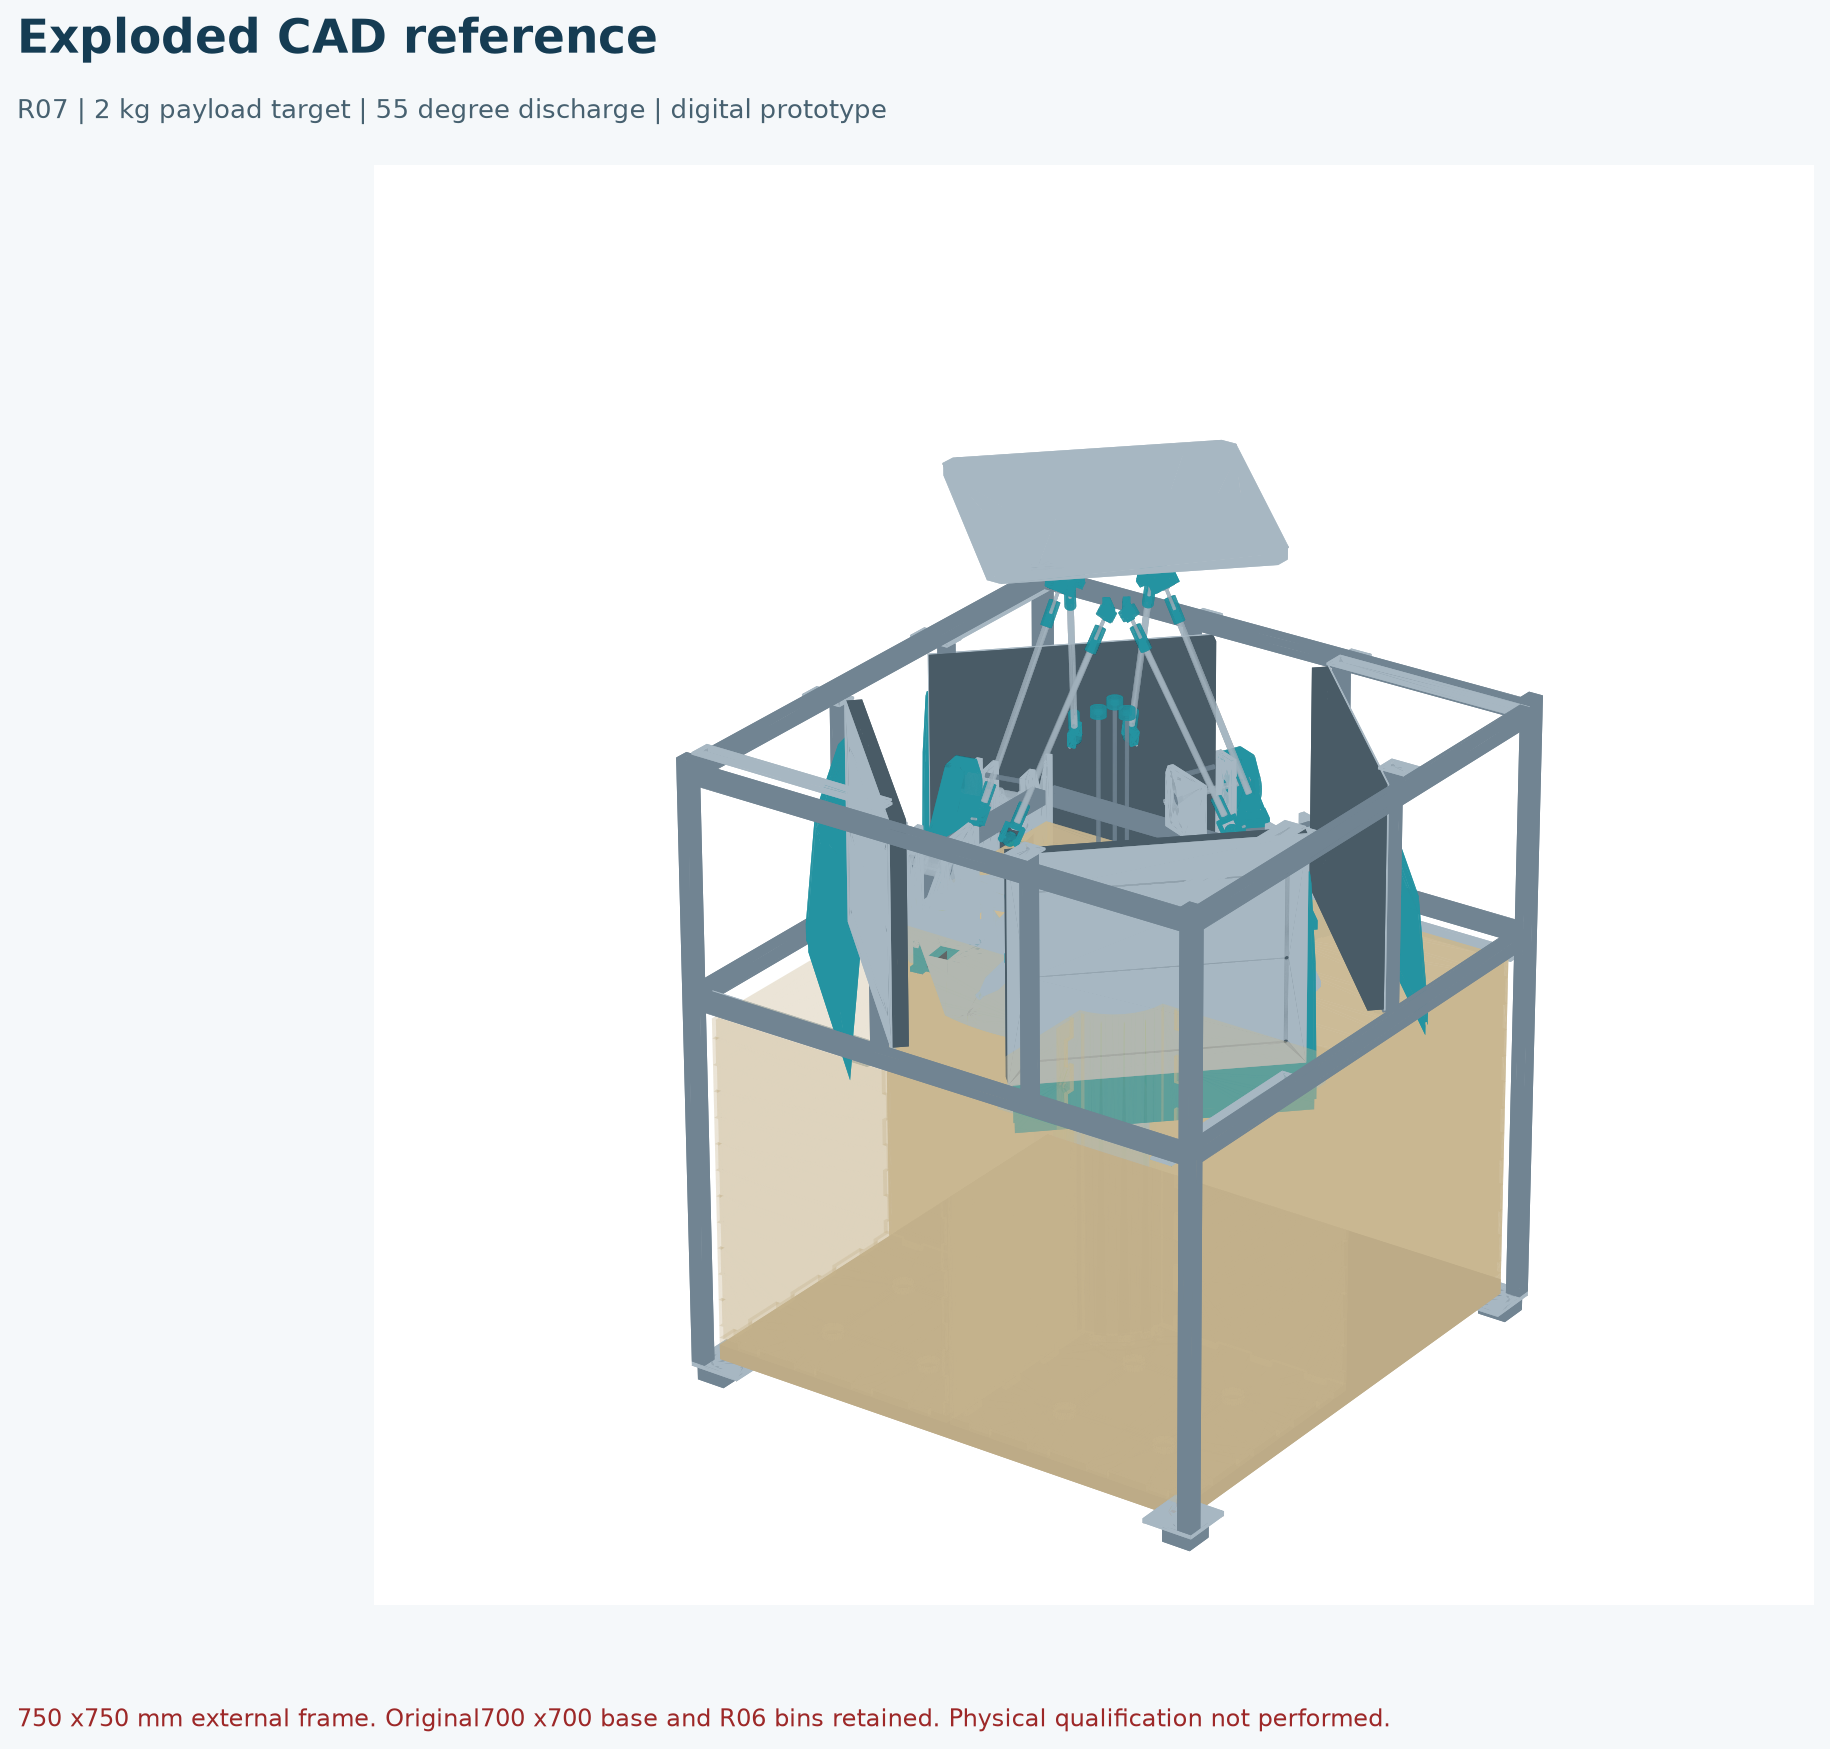 Exploded CAD reference
R07 | 2 kg payload target | 55 degree discharge | digital prototype
750 x750 mm external frame. Original700 x700 base and R06 bins retained. Physical qualification not performed.